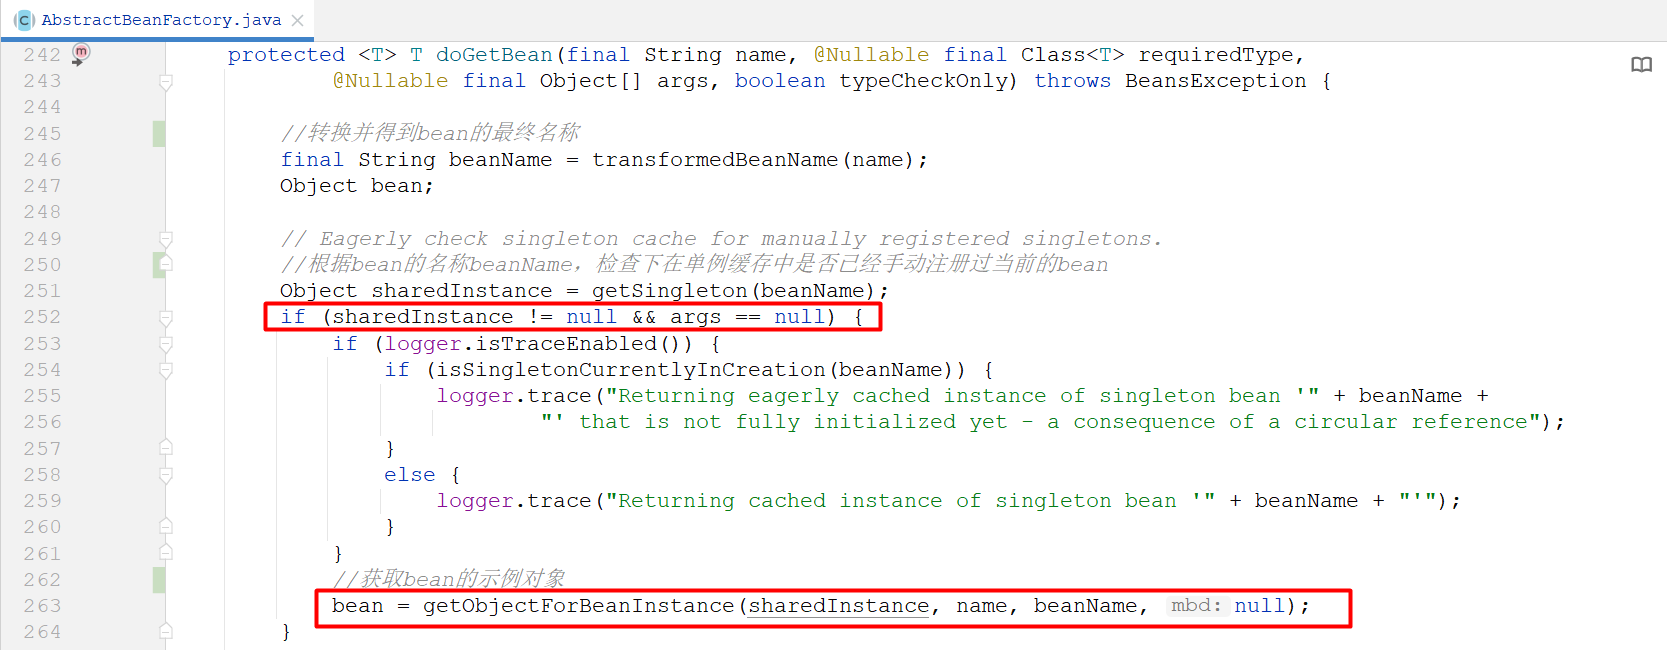 AbstractBeanFactory.java
242 protected <T> T doGetBean(final String name, @Nullable final Class<T> requiredType,
243 @Nullable final Object[] args, boolean typeCheckOnly) throws BeansException {
244
245 //转换并得到bean的最终名称
246 final String beanName = transformedBeanName(name);
247 Object bean;
248
249 // Eagerly check singleton cache for manually registered singletons.
250 //根据bean的名称beanName，检查下在单例缓存中是否已经手动注册过当前的bean
251 Object sharedInstance = getSingleton(beanName);
252 if (sharedInstance != null && args == null) {
253 if (logger.isTraceEnabled()) {
254 if (isSingletonCurrentlyInCreation(beanName)) {
255 logger.trace("Returning eagerly cached instance of singleton bean '" + beanName +
256 "' that is not fully initialized yet - a consequence of a circular reference");
257 }
258 else {
259 logger.trace("Returning cached instance of singleton bean '" + beanName + "'");
260 }
261 }
262 //获取bean的示例对象
263 bean = getObjectForBeanInstance(sharedInstance, name, beanName, mbd: null);
264 }